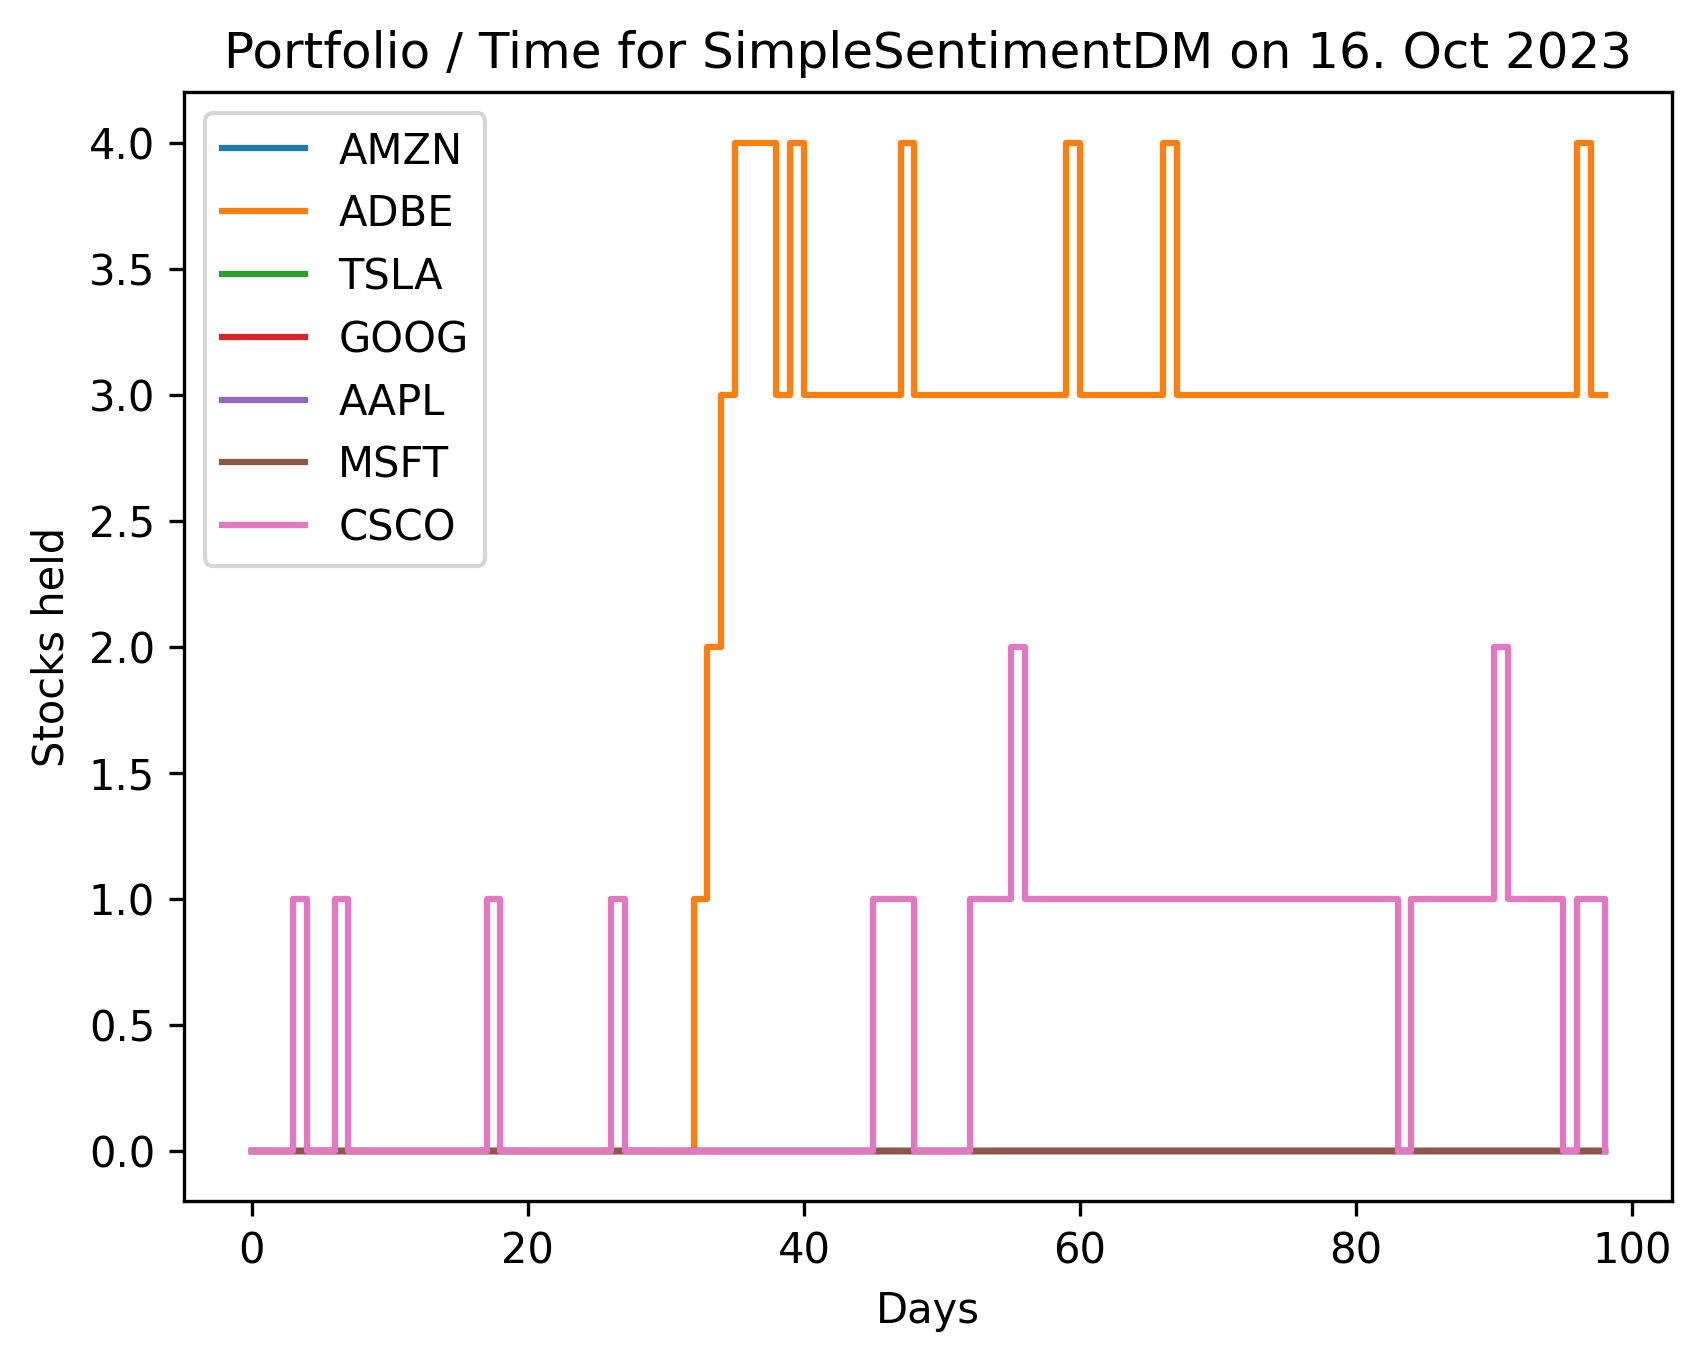 Portfolio / Time for SimpleSentimentDM on 16. Oct 2023
AMZN
ADBE
TSLA
GOOG
AAPL
MSFT
CSCO
4.0
3.5
3.0
2.5
2.0
1.5
1.0
0.5
0.0
Stocks held
0 20 40 60 80 100
Days